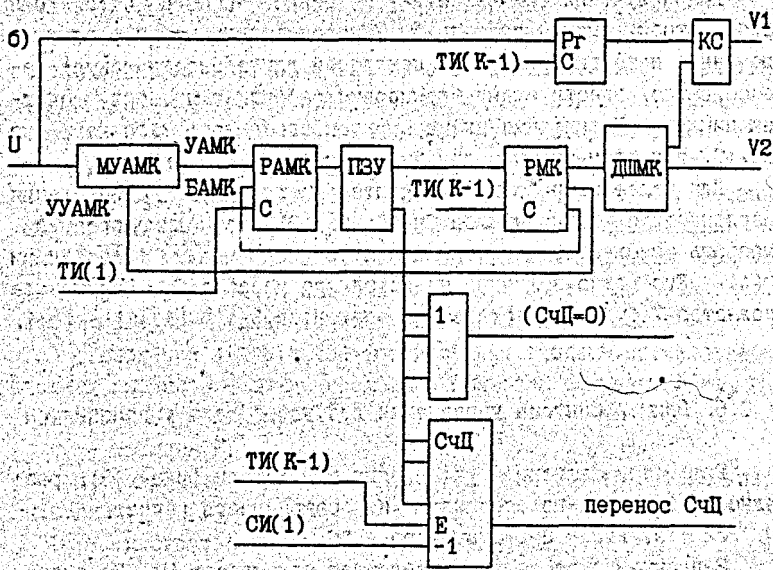 б)
Рг
С
ТИ(К-1)
КС
V1
U
МУАМК
УАМК
БАМК
УУАМК
РАМК
С
ПЗУ
ТИ(К-1)
РМК
С
ДШМК
V2
ТИ(1)
1
(СчЦ=0)
СчЦ
ТИ(К-1)
Е
СИ(1)
-1
перенос СчЦ